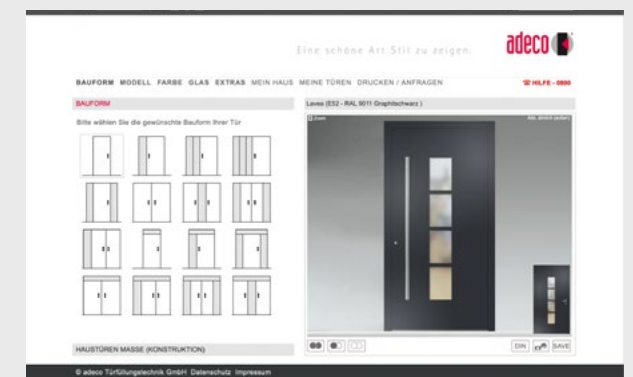 Eine schöne Art Stil zu zeigen.
adeco
BAUFORM MODELL FARBE GLAS EXTRAS MEIN HAUS MEINE TÜREN DRUCKEN / ANFRAGEN
HILFE - 0800
BAUFORM
Lavea (E52 - RAL 9011 Graphitschwarz )
Bitte wählen Sie die gewünschte Bauform Ihrer Tür
Zoom
HAUSTÜREN MASSE (KONSTRUKTION)
DIN
SAVE
© adeco Türfüllungstechnik GmbH Datenschutz Impressum